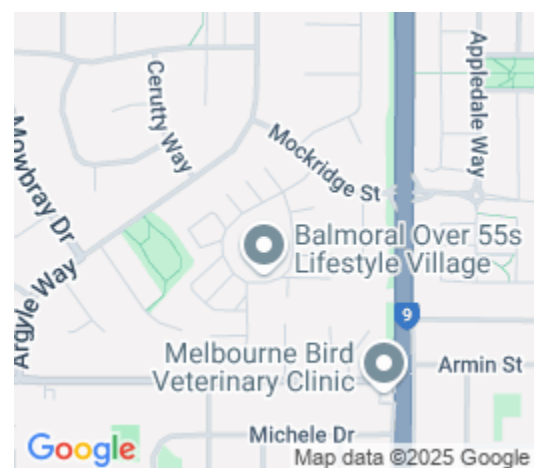 Cerutty Way
Appledale Way
Mowbray Dr
Mockridge St
Balmoral Over 55s
Lifestyle Village
Argyle Way
9
Melbourne Bird
Veterinary Clinic
Armin St
Michele Dr
Google
Map data ©2025 Google